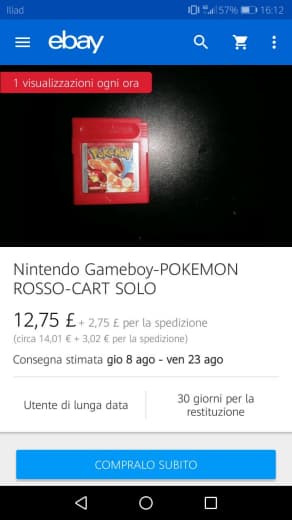 Iliad 57% 16:12
ebay
1 visualizzazioni ogni ora
POKéMON
Nintendo Gameboy-POKEMON
ROSSO-CART SOLO
12,75 £ + 2,75 £ per la spedizione
(circa 14,01 € + 3,02 € per la spedizione)
Consegna stimata gio 8 ago - ven 23 ago
Utente di lunga data
30 giorni per la
restituzione
COMPRALO SUBITO